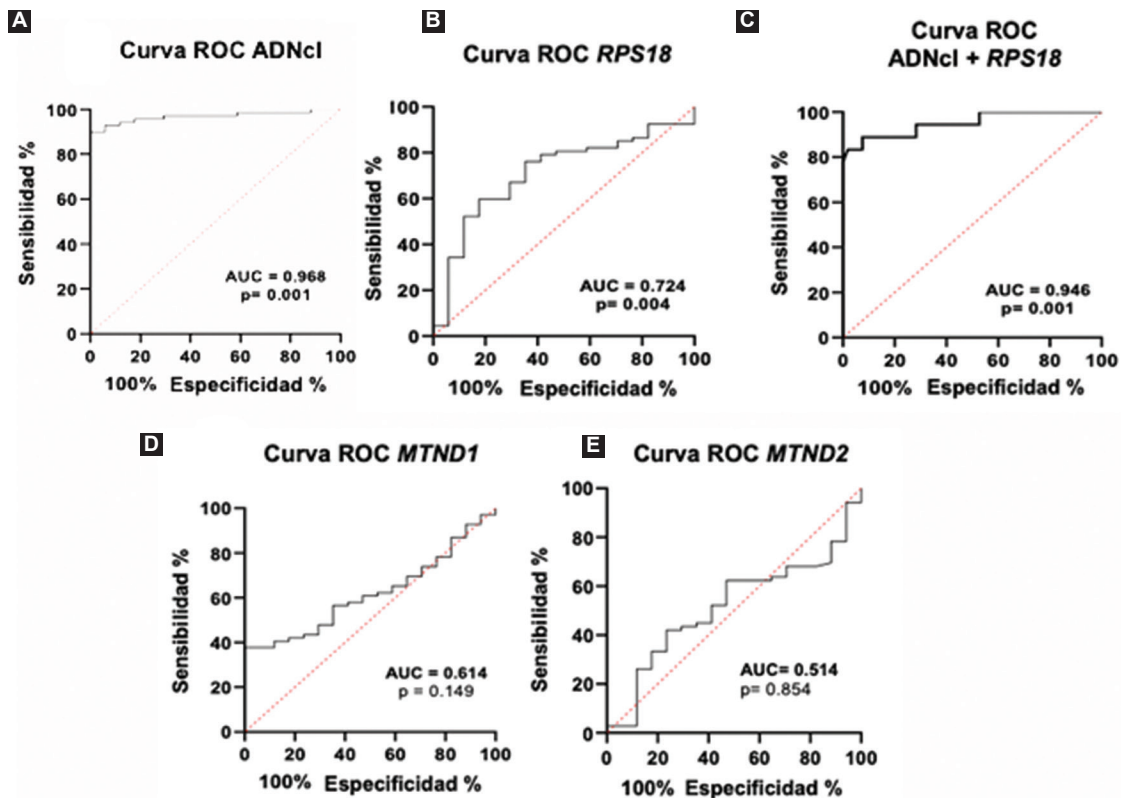 A
Curva ROC ADNcl
100
80
60
40
20
0
Sensibilidad %
AUC = 0.968
p= 0.001
0 20 40 60 80 100
100% Especificidad %
B
Curva ROC RPS18
100
80
60
40
20
0
Sensibilidad %
AUC = 0.724
p= 0.004
0 20 40 60 80 100
100% Especificidad %
C
Curva ROC
ADNcl + RPS18
100
80
60
40
20
0
Sensibilidad %
AUC = 0.946
p= 0.001
0 20 40 60 80 100
100% Especificidad %
D
Curva ROC MTND1
100
80
60
40
20
0
Sensibilidad %
AUC = 0.614
p = 0.149
0 20 40 60 80 100
100% Especificidad %
E
Curva ROC MTND2
100
80
60
40
20
0
Sensibilidad %
AUC= 0.514
p= 0.854
0 20 40 60 80 100
100% Especificidad %